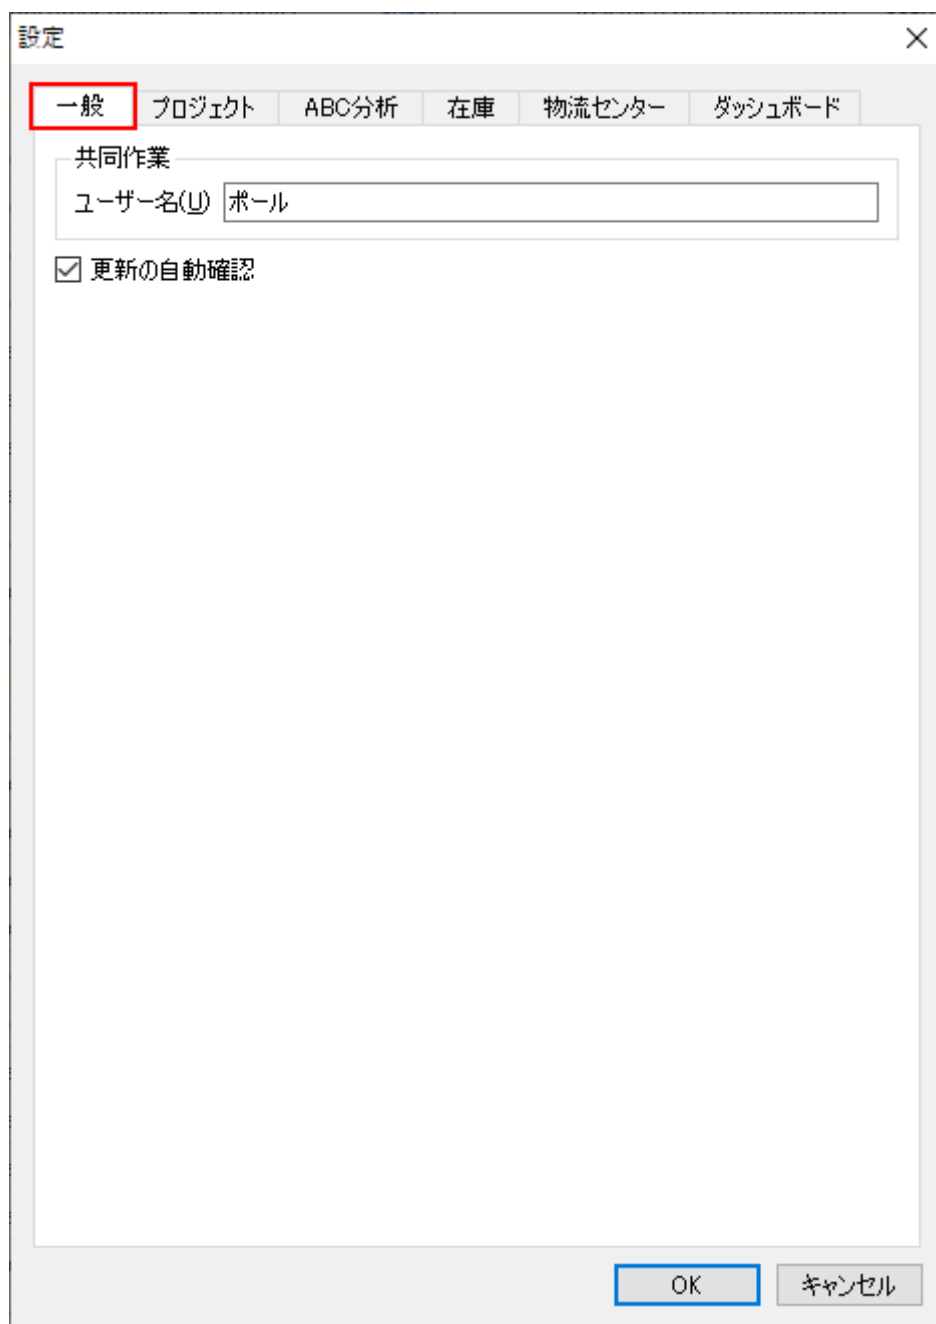 設定
一般 プロジェクト ABC分析 在庫 物流センター ダッシュボード
共同作業
ユーザー名(U) ポール
更新の自動確認
OK キャンセル